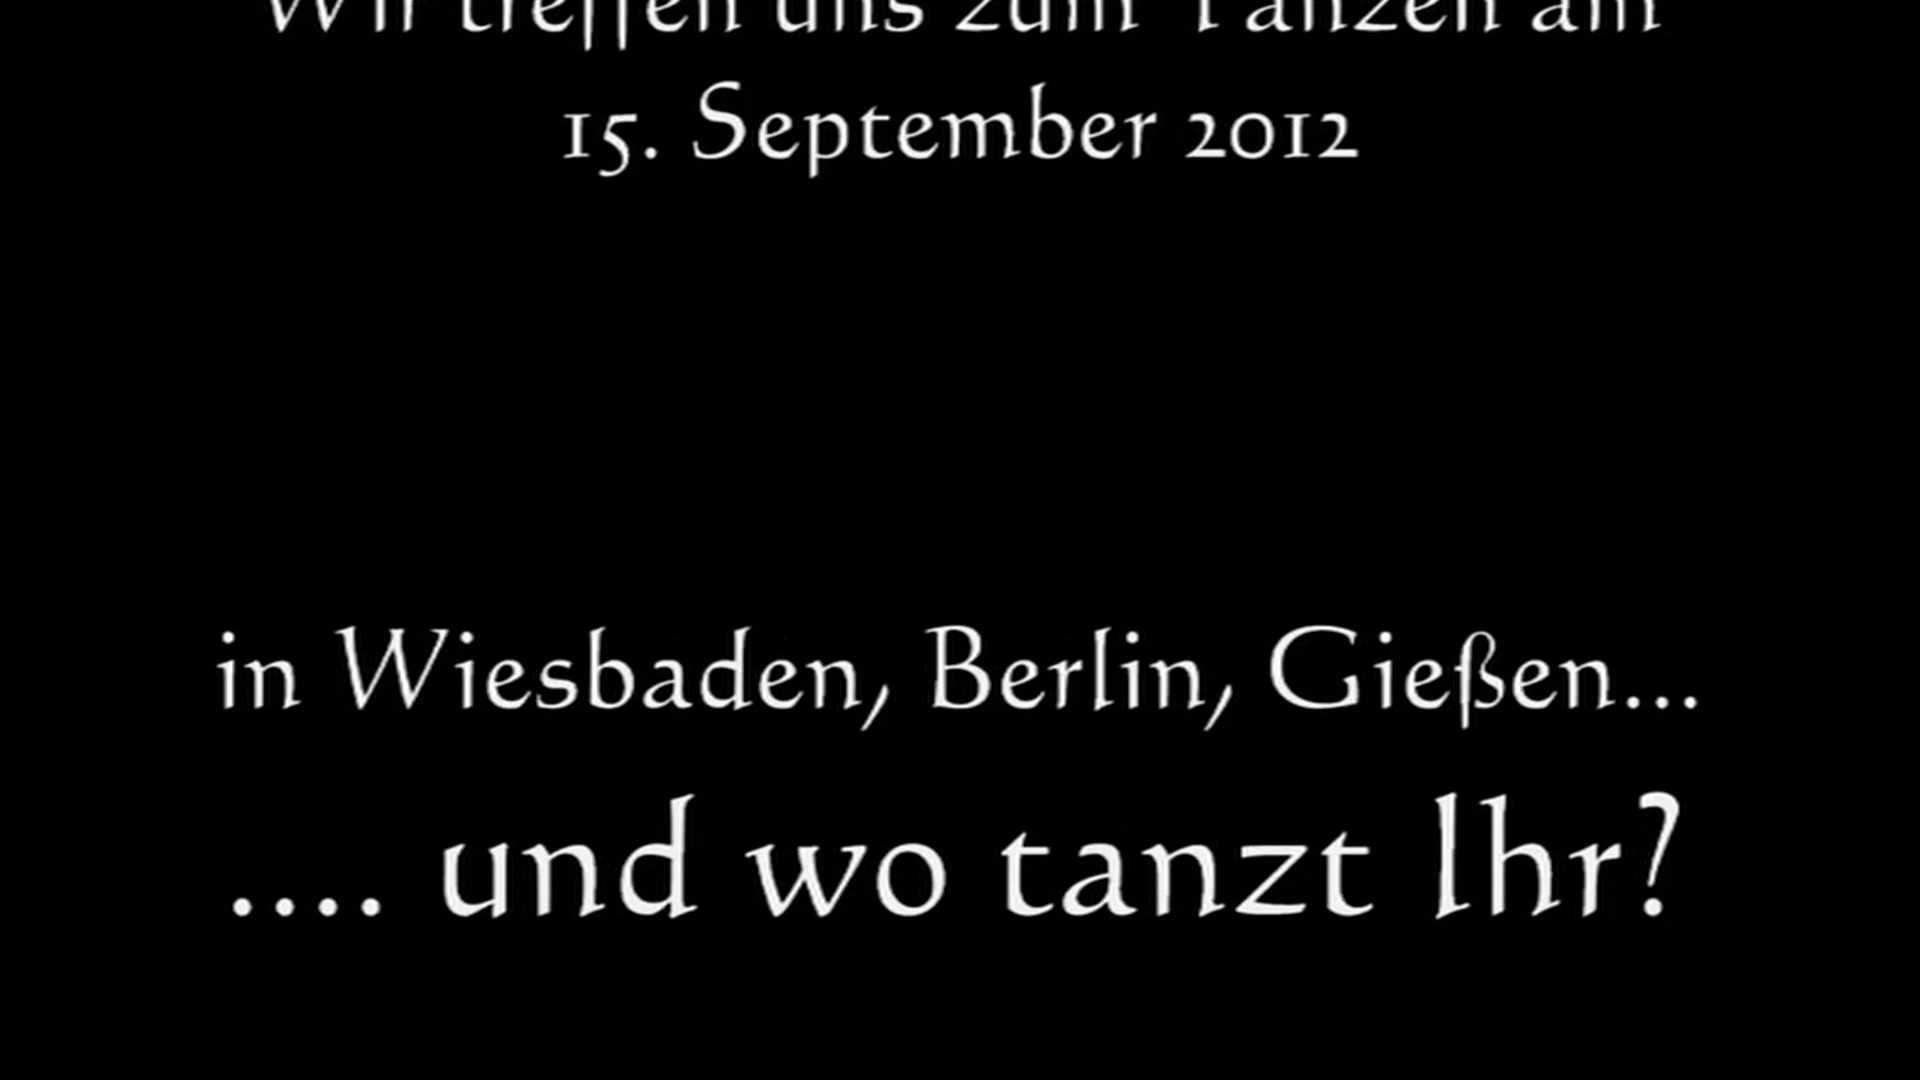 Wir treffen uns zum Tanzen am
15. September 2012
in Wiesbaden, Berlin, Gießen...
.... und wo tanzt Ihr?